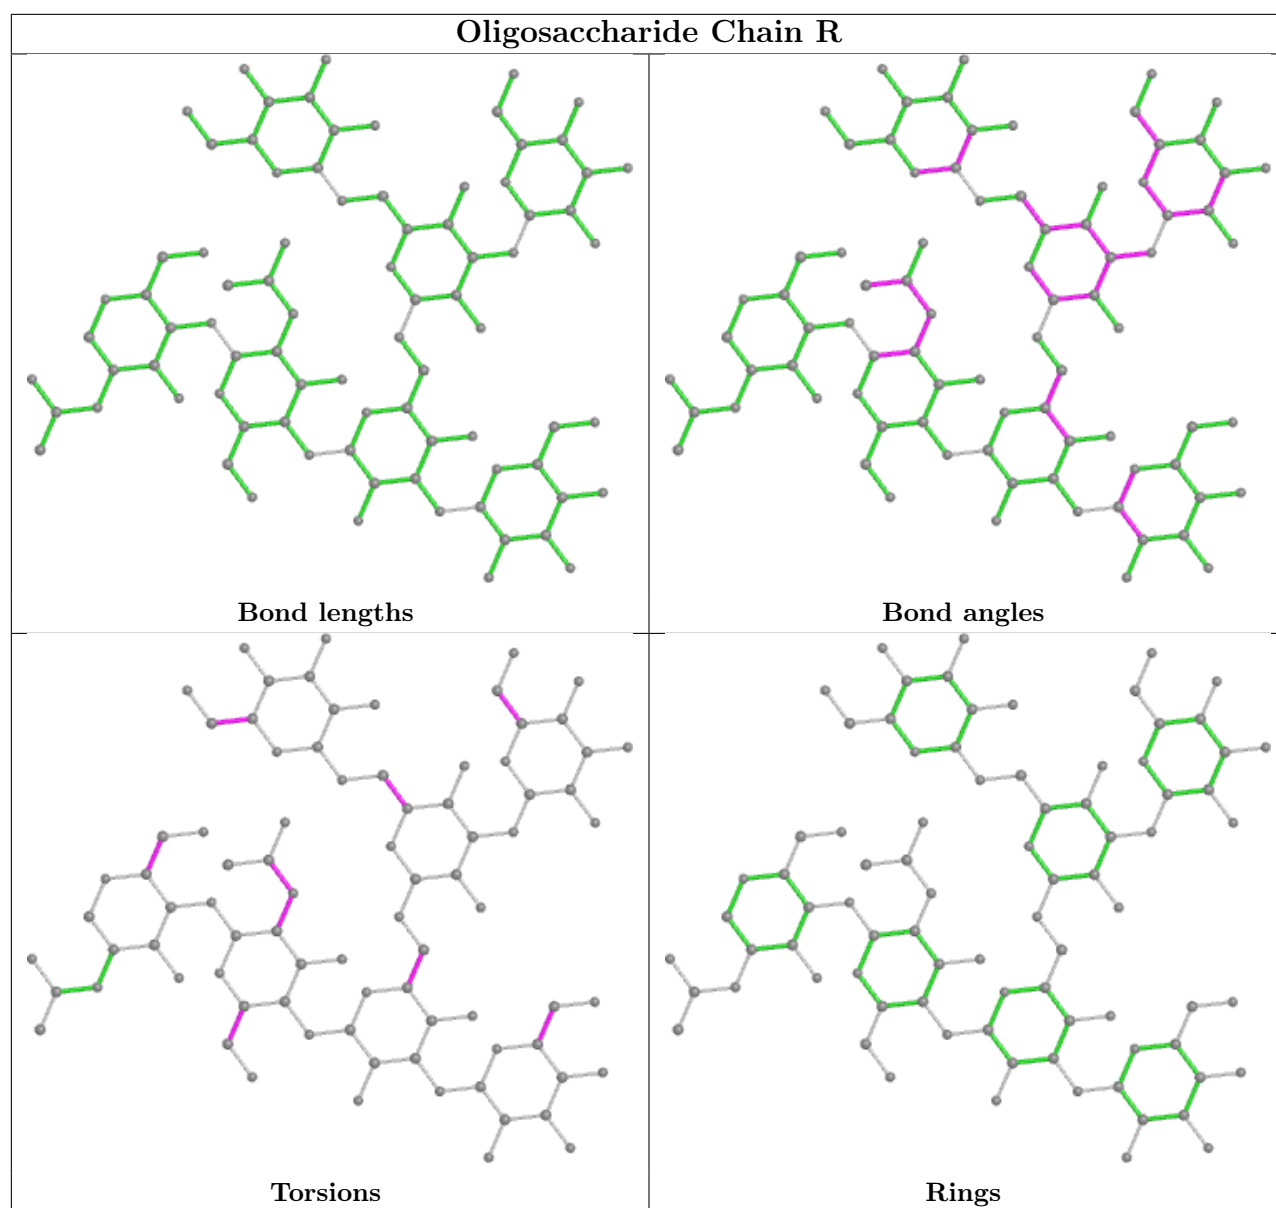 Oligosaccharide Chain R
Bond lengths
Bond angles
Torsions
Rings